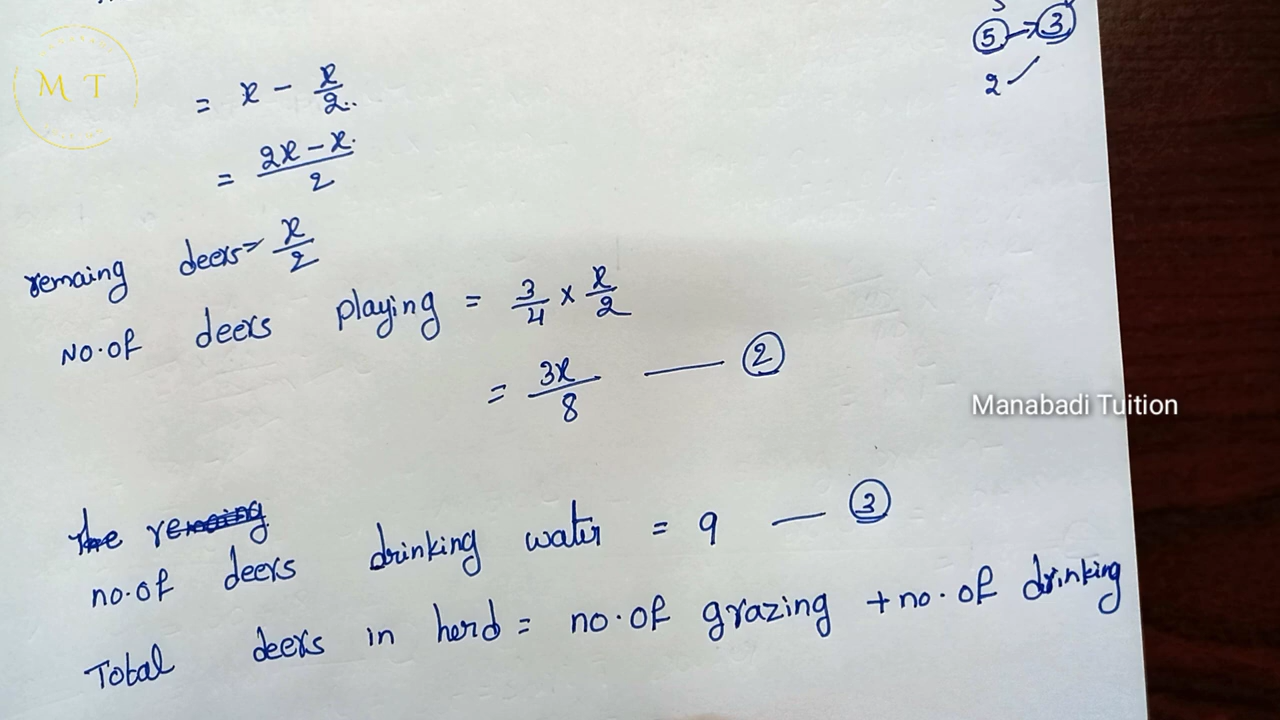 M T
5 → 3
2 ✓
= x - x/2
= 2x - x/2
remaing deers = x/2
No. of deers playing = 3/4 × x/2
= 3x/8 —— 2
Manabadi Tuition
the remaing
no. of deers drinking water = 9 — 3
Total deers in herd = no. of grazing + no. of drinking